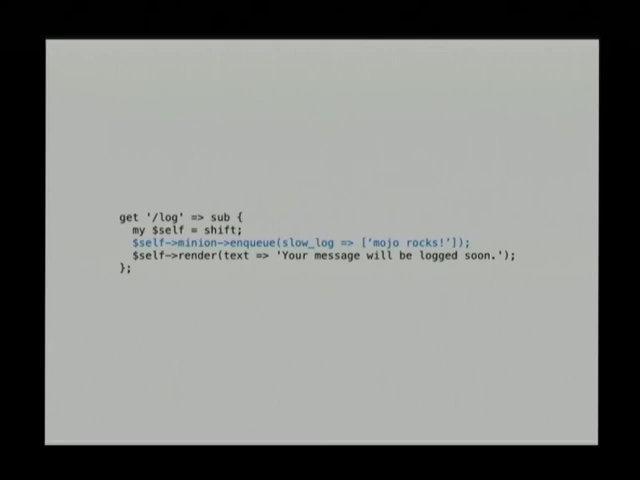 get '/log' => sub {
  my $self = shift;
  $self->minion->enqueue(slow_log => [‘mojo rocks!’]);
  $self->render(text => 'Your message will be logged soon.');
};